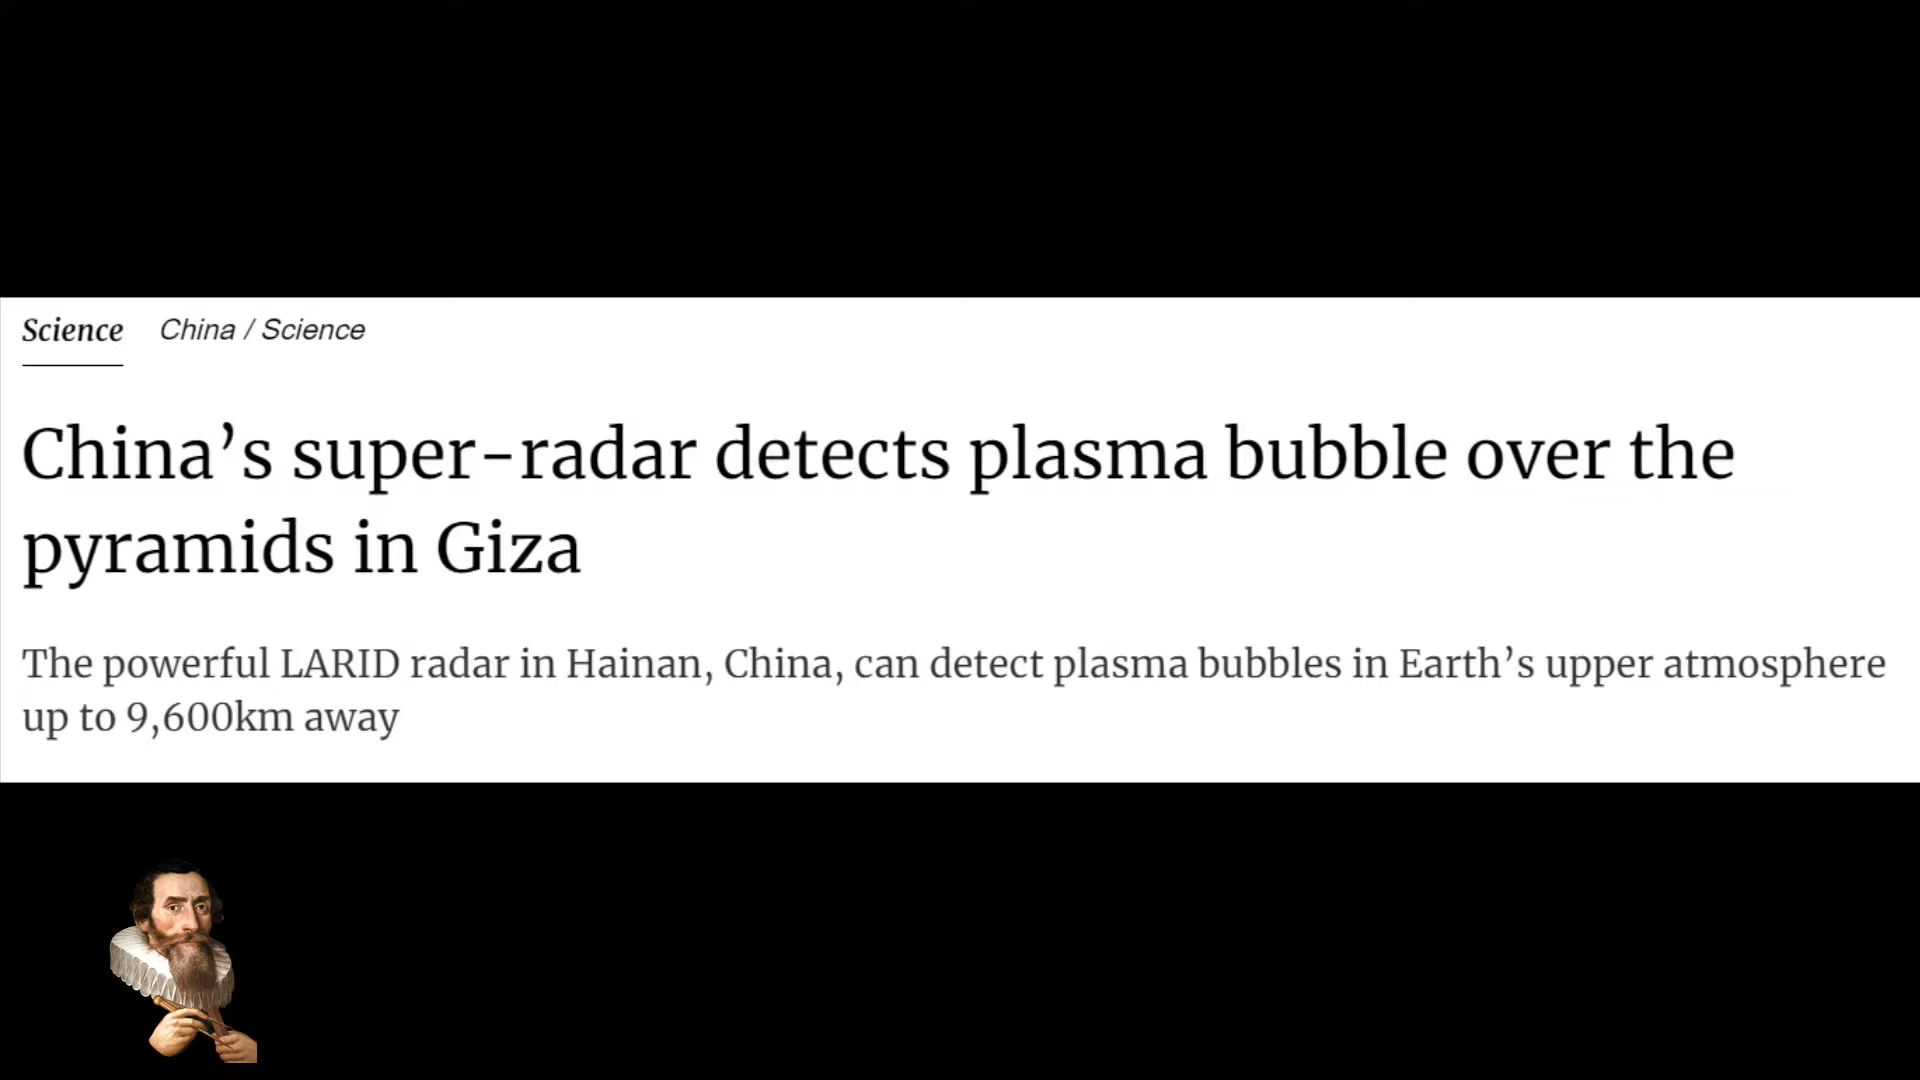 Science China / Science
China’s super-radar detects plasma bubble over the
pyramids in Giza
The powerful LARID radar in Hainan, China, can detect plasma bubbles in Earth’s upper atmosphere
up to 9,600km away